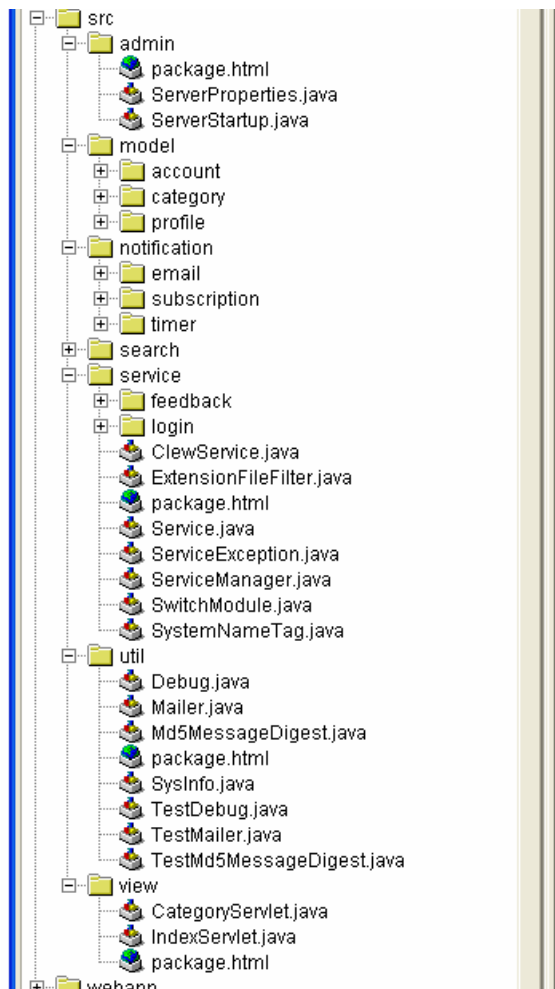 src
admin
package.html
ServerProperties.java
ServerStartup.java
model
account
category
profile
notification
email
subscription
timer
search
service
feedback
login
ClewService.java
ExtensionFileFilter.java
package.html
Service.java
ServiceException.java
ServiceManager.java
SwitchModule.java
SystemNameTag.java
util
Debug.java
Mailer.java
Md5MessageDigest.java
package.html
SysInfo.java
TestDebug.java
TestMailer.java
TestMd5MessageDigest.java
view
CategoryServlet.java
IndexServlet.java
package.html
webapp